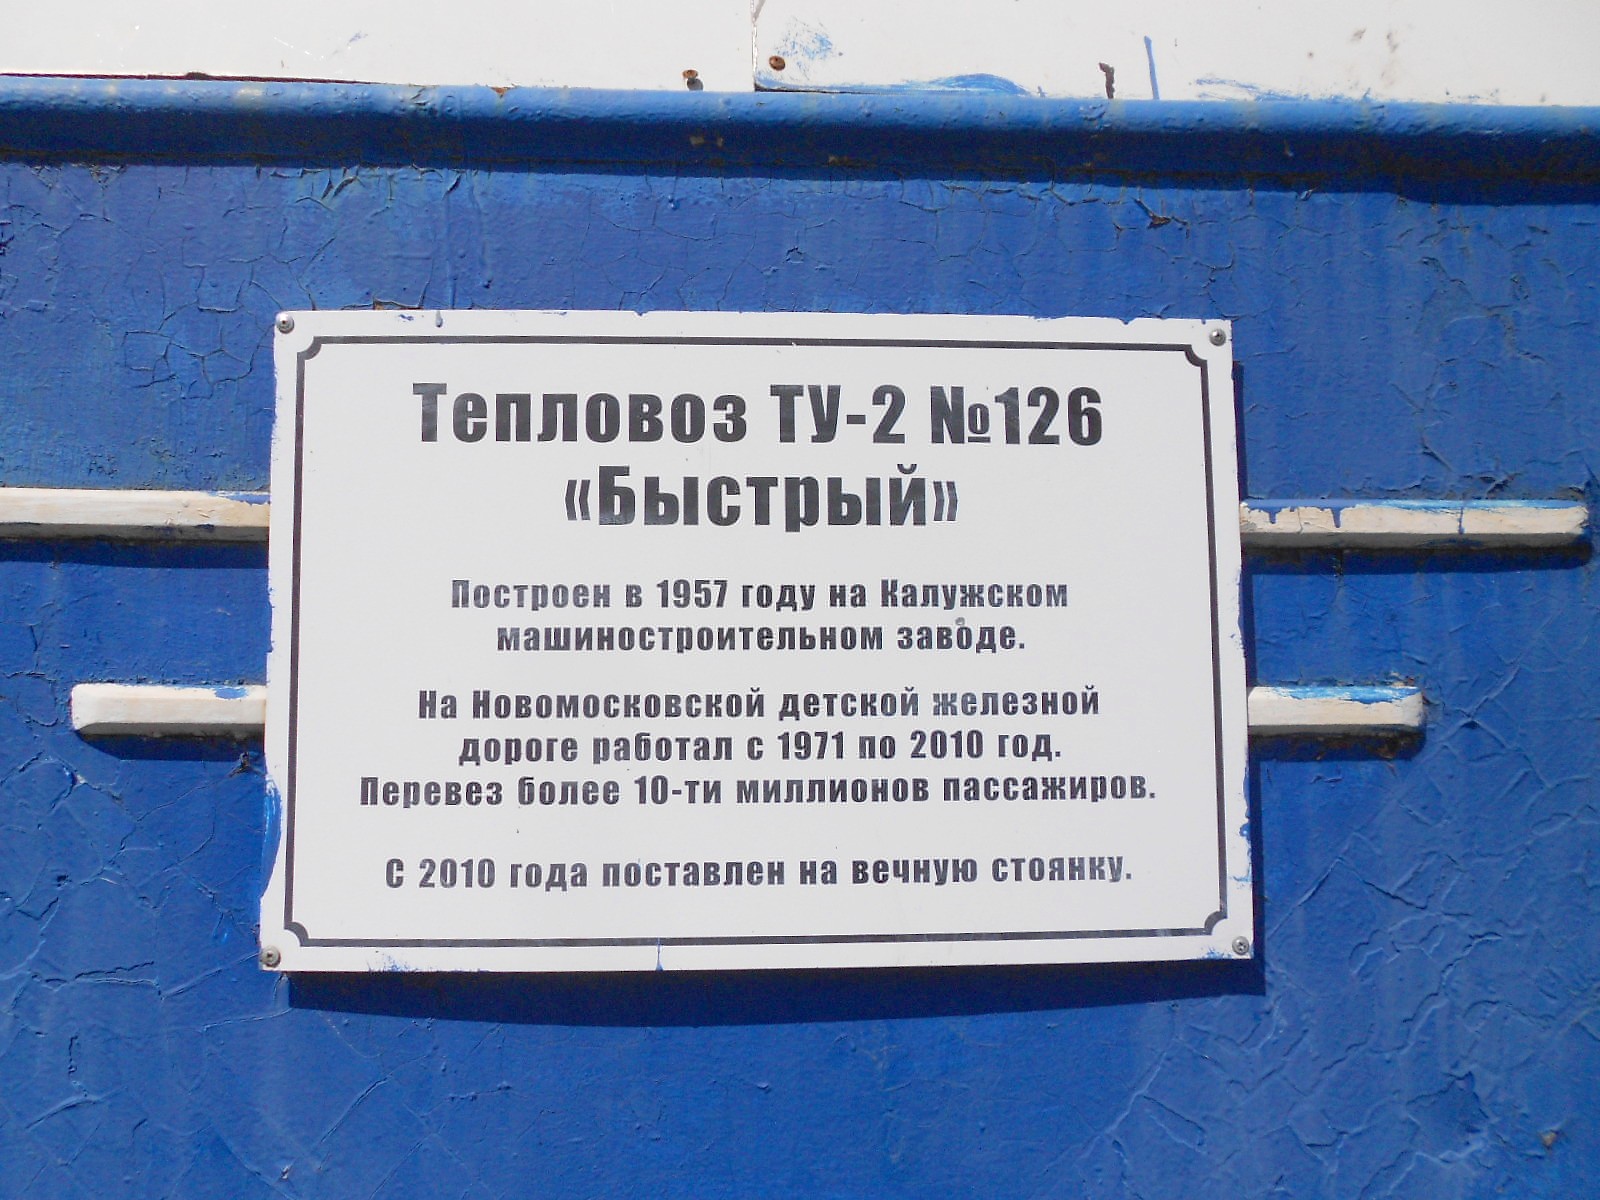 Тепловоз ТУ-2 №126
«Быстрый»
Построен в 1957 году на Калужском
машиностроительном заводе.
На Новомосковской детской железной
дороге работал с 1971 по 2010 год.
Перевез более 10-ти миллионов пассажиров.
С 2010 года поставлен на вечную стоянку.